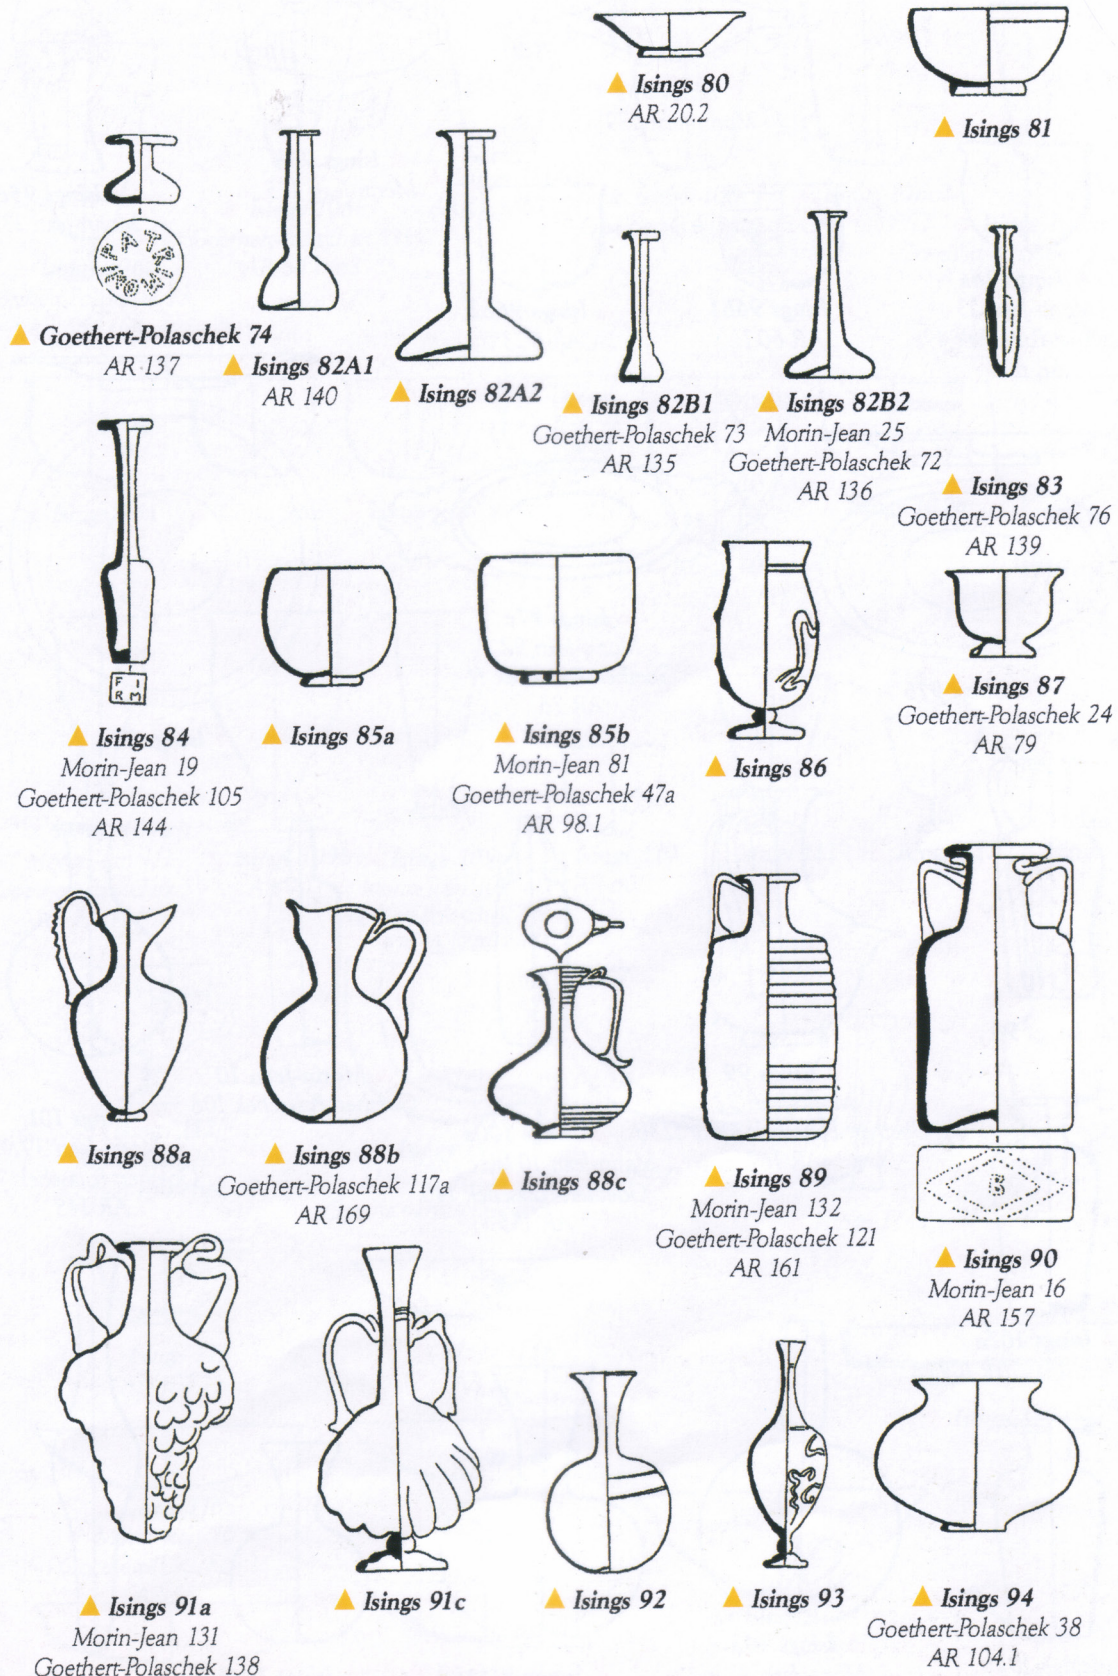 Isings 80
AR 20.2
Isings 81
PATRIMONI
Goethert-Polaschek 74
AR 137
Isings 82A1
AR 140
Isings 82A2
Isings 82B1
Goethert-Polaschek 73
AR 135
Isings 82B2
Morin-Jean 25
Goethert-Polaschek 72
AR 136
Isings 83
Goethert-Polaschek 76
AR 139
F I
R M
Isings 84
Morin-Jean 19
Goethert-Polaschek 105
AR 144
Isings 85a
Isings 85b
Morin-Jean 81
Goethert-Polaschek 47a
AR 98.1
Isings 86
Isings 87
Goethert-Polaschek 24
AR 79
Isings 88a
Isings 88b
Goethert-Polaschek 117a
AR 169
Isings 88c
Isings 89
Morin-Jean 132
Goethert-Polaschek 121
AR 161
Isings 90
Morin-Jean 16
AR 157
Isings 91a
Morin-Jean 131
Goethert-Polaschek 138
Isings 91c
Isings 92
Isings 93
Isings 94
Goethert-Polaschek 38
AR 104.1